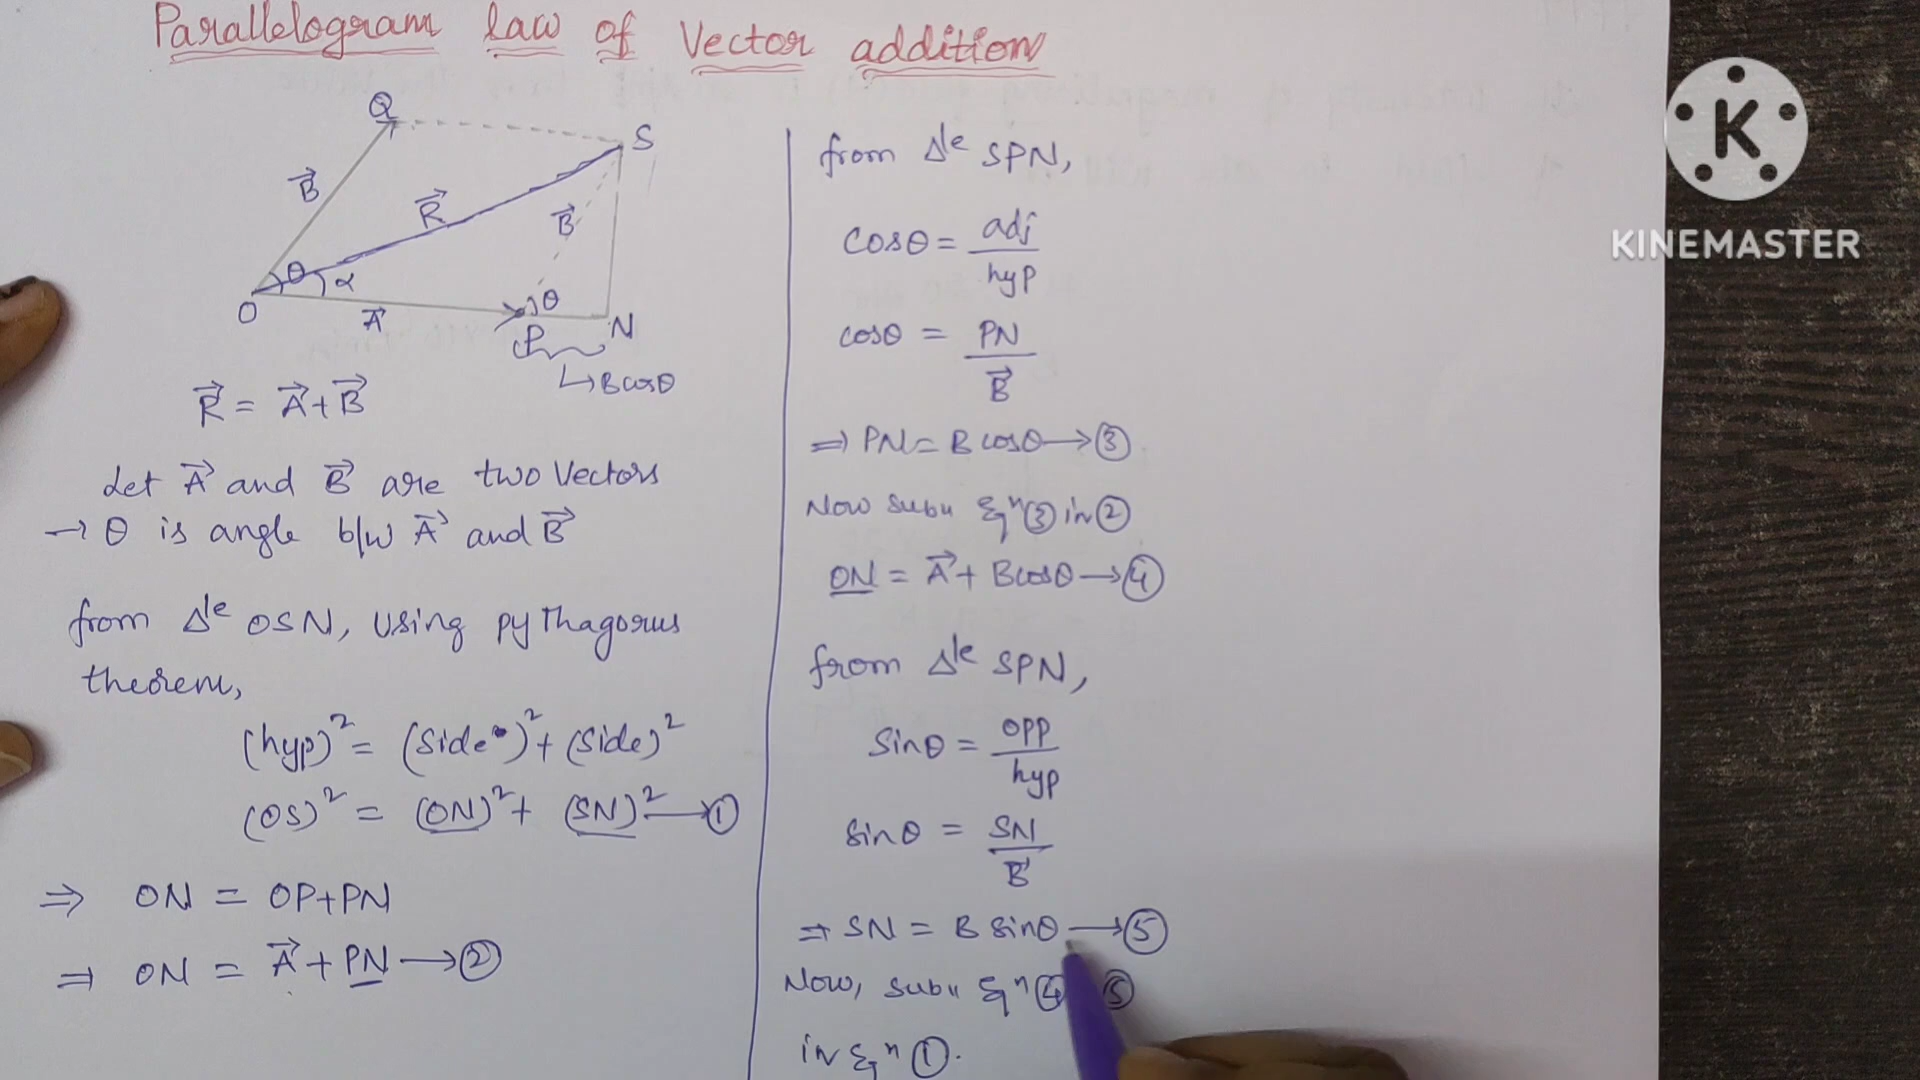 Parallelogram law of Vector addition
Q
S
B⃗
R⃗
B⃗
θ
α
θ
O
A⃗
P
N
↳Bcosθ
R⃗ = A⃗+B⃗
Let A⃗ and B⃗ are two Vectors
→ θ is angle b/w A⃗ and B⃗
from Δle OSN, Using pythagorus
theorem,
(hyp)² = (Side)² + (Side)²
(OS)² = (ON)² + (SN)² → ①
⇒ ON = OP+PN
⇒ ON = A⃗ + PN → ②
from Δle SPN,
Cosθ = adj/hyp
cosθ = PN/B⃗
⇒ PN = B cosθ → ③
Now subu Eqn ③ in ②
ON = A⃗ + Bcosθ → ④
from Δle SPN,
Sinθ = opp/hyp
Sinθ = SN/B⃗
⇒ SN = B sinθ → ⑤
Now, subu Eqn ④ ⑤
in Eqn ①.
K
KINEMASTER